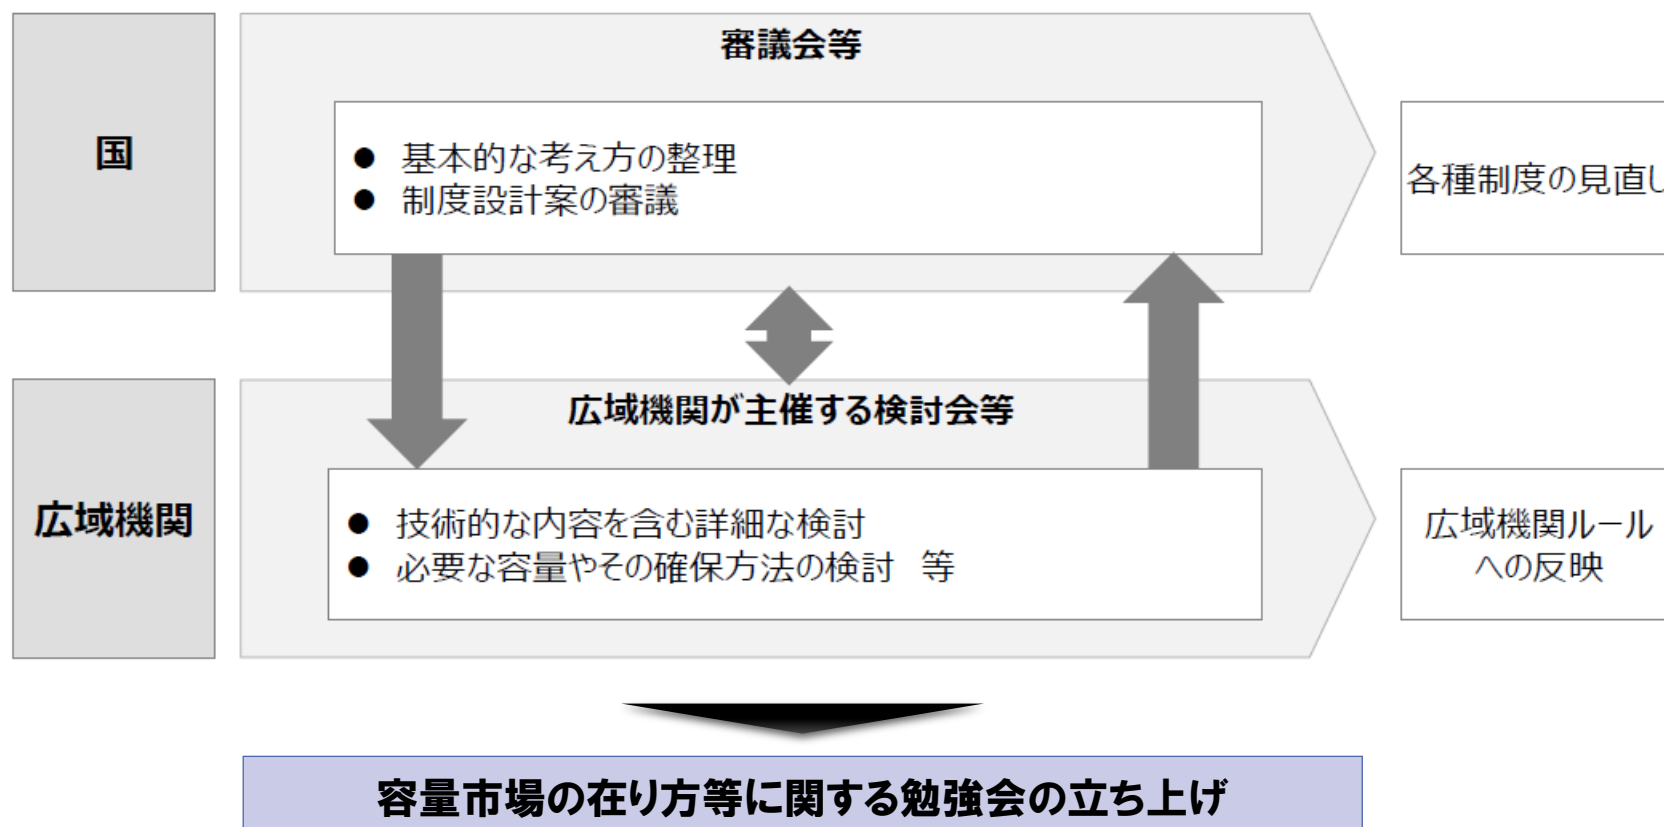 審議会等
国
● 基本的な考え方の整理
● 制度設計案の審議
各種制度の見直し
広域機関が主催する検討会等
広域機関
● 技術的な内容を含む詳細な検討
● 必要な容量やその確保方法の検討　等
広域機関ルール
への反映
容量市場の在り方等に関する勉強会の立ち上げ